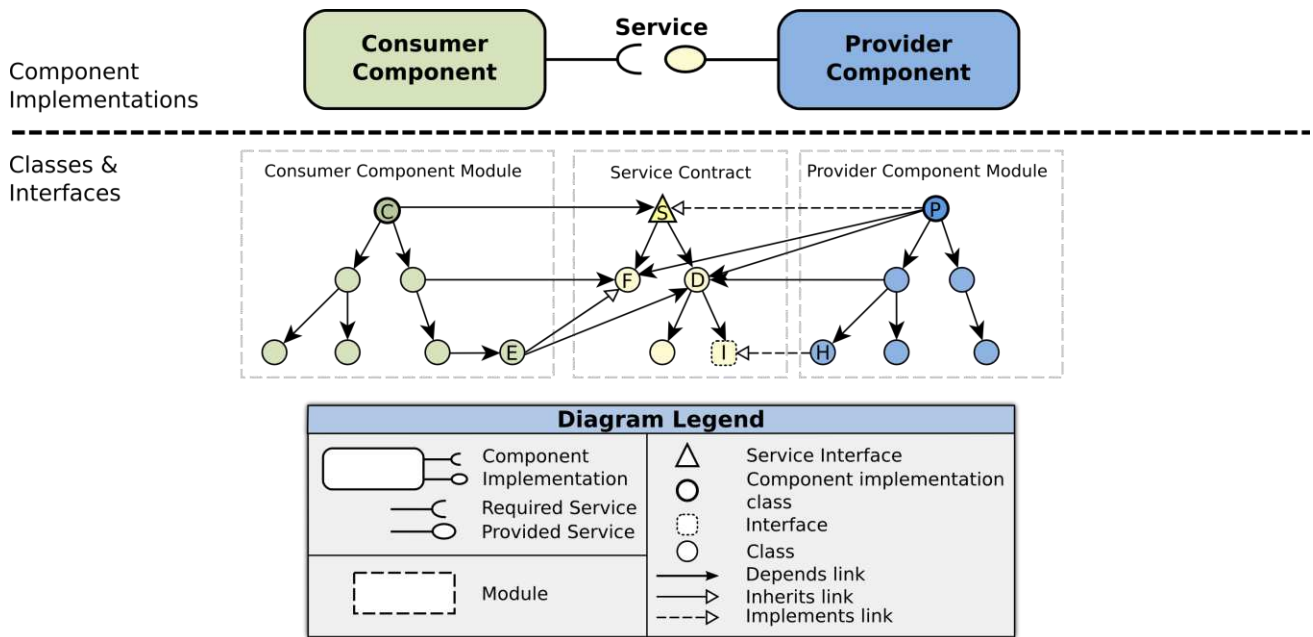 Consumer
Component
Service
Provider
Component
Component
Implementations
Classes &
Interfaces
Consumer Component Module
Service Contract
Provider Component Module
C
S
P
F
D
E
I
H
Diagram Legend
Component
Implementation
Required Service
Provided Service
Module
Service Interface
Component implementation
class
Interface
Class
Depends link
Inherits link
Implements link